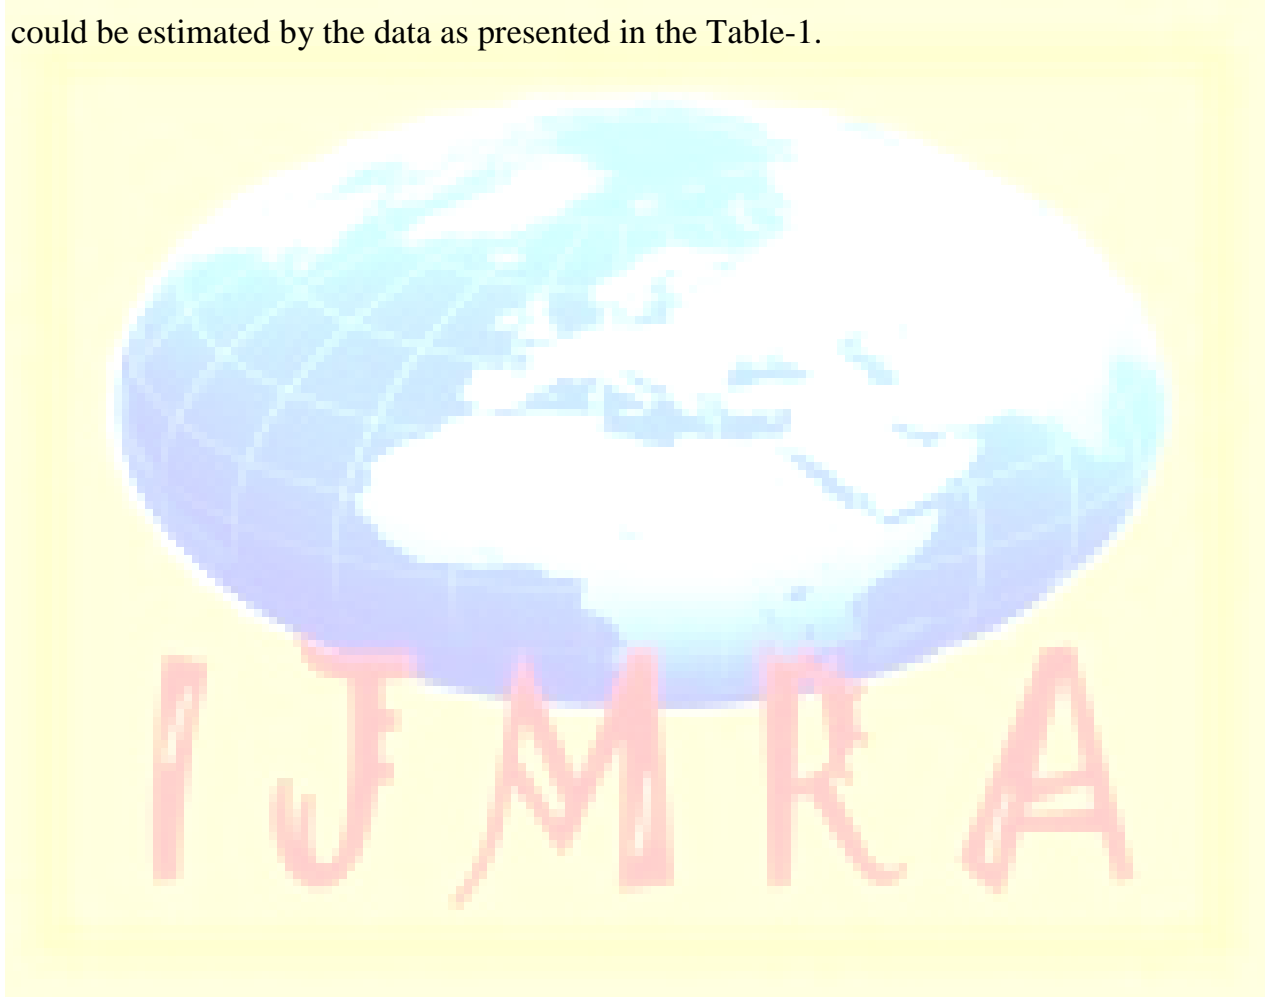 could be estimated by the data as presented in the Table-1.
IJMRA